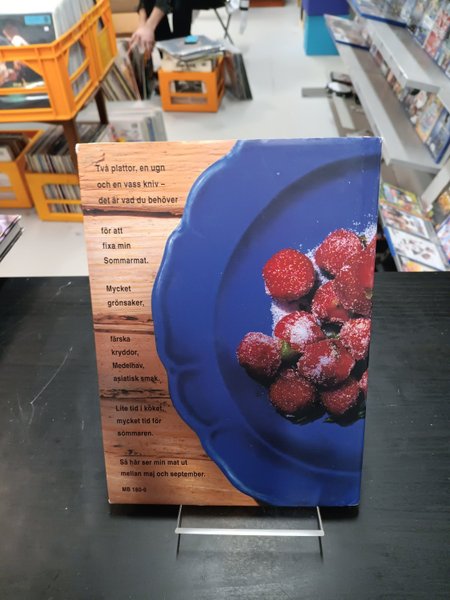 Två plattor, en ugn
och en vass kniv –
det är vad du behöver
för att
fixa min
Sommarmat.
Mycket
grönsaker,
färska
kryddor,
Medelhav,
asiatisk smak.
Lite tid i köket,
mycket tid för
sommaren.
Så här ser min mat ut
mellan maj och september.
MB 180-0